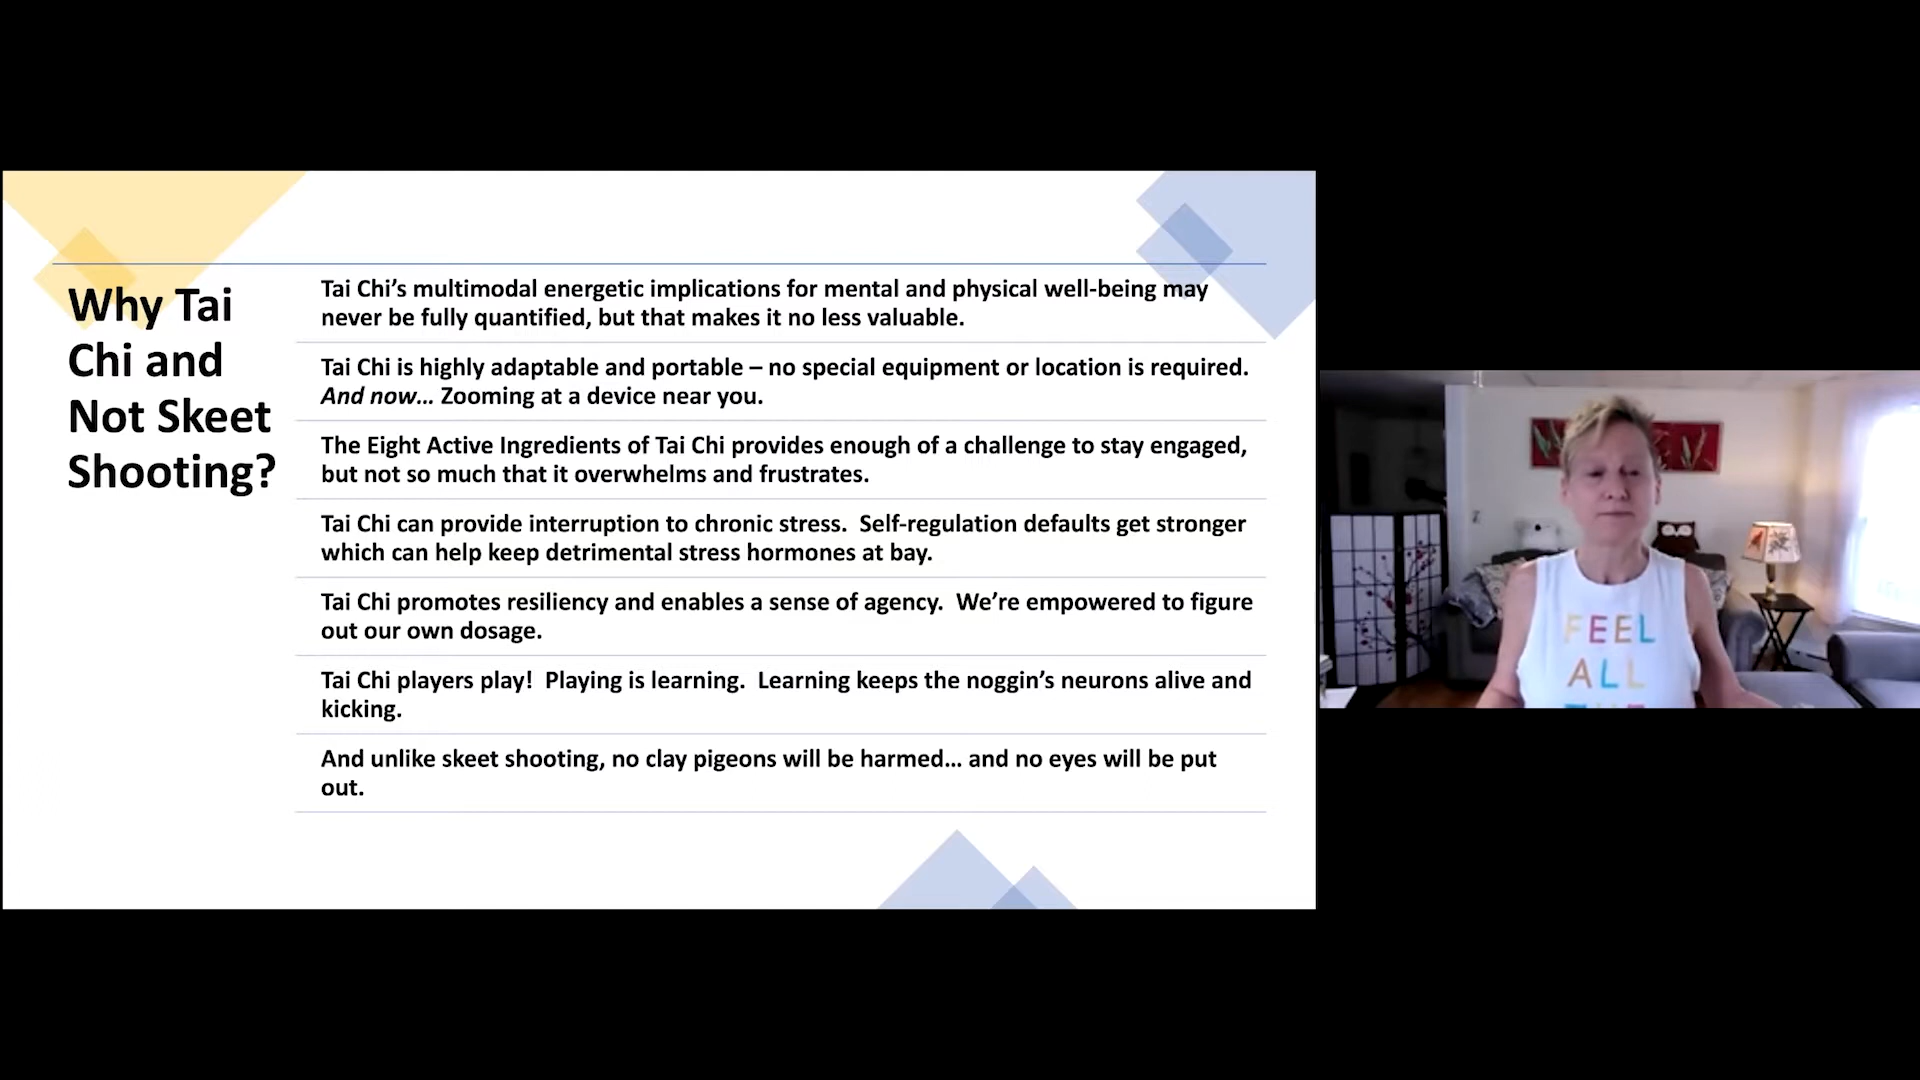 Why Tai
Chi and
Not Skeet
Shooting?
Tai Chi’s multimodal energetic implications for mental and physical well-being may
never be fully quantified, but that makes it no less valuable.
Tai Chi is highly adaptable and portable – no special equipment or location is required.
And now… Zooming at a device near you.
The Eight Active Ingredients of Tai Chi provides enough of a challenge to stay engaged,
but not so much that it overwhelms and frustrates.
Tai Chi can provide interruption to chronic stress.  Self-regulation defaults get stronger
which can help keep detrimental stress hormones at bay.
Tai Chi promotes resiliency and enables a sense of agency.  We’re empowered to figure
out our own dosage.
Tai Chi players play!  Playing is learning.  Learning keeps the noggin’s neurons alive and
kicking.
And unlike skeet shooting, no clay pigeons will be harmed… and no eyes will be put
out.
FEEL
ALL